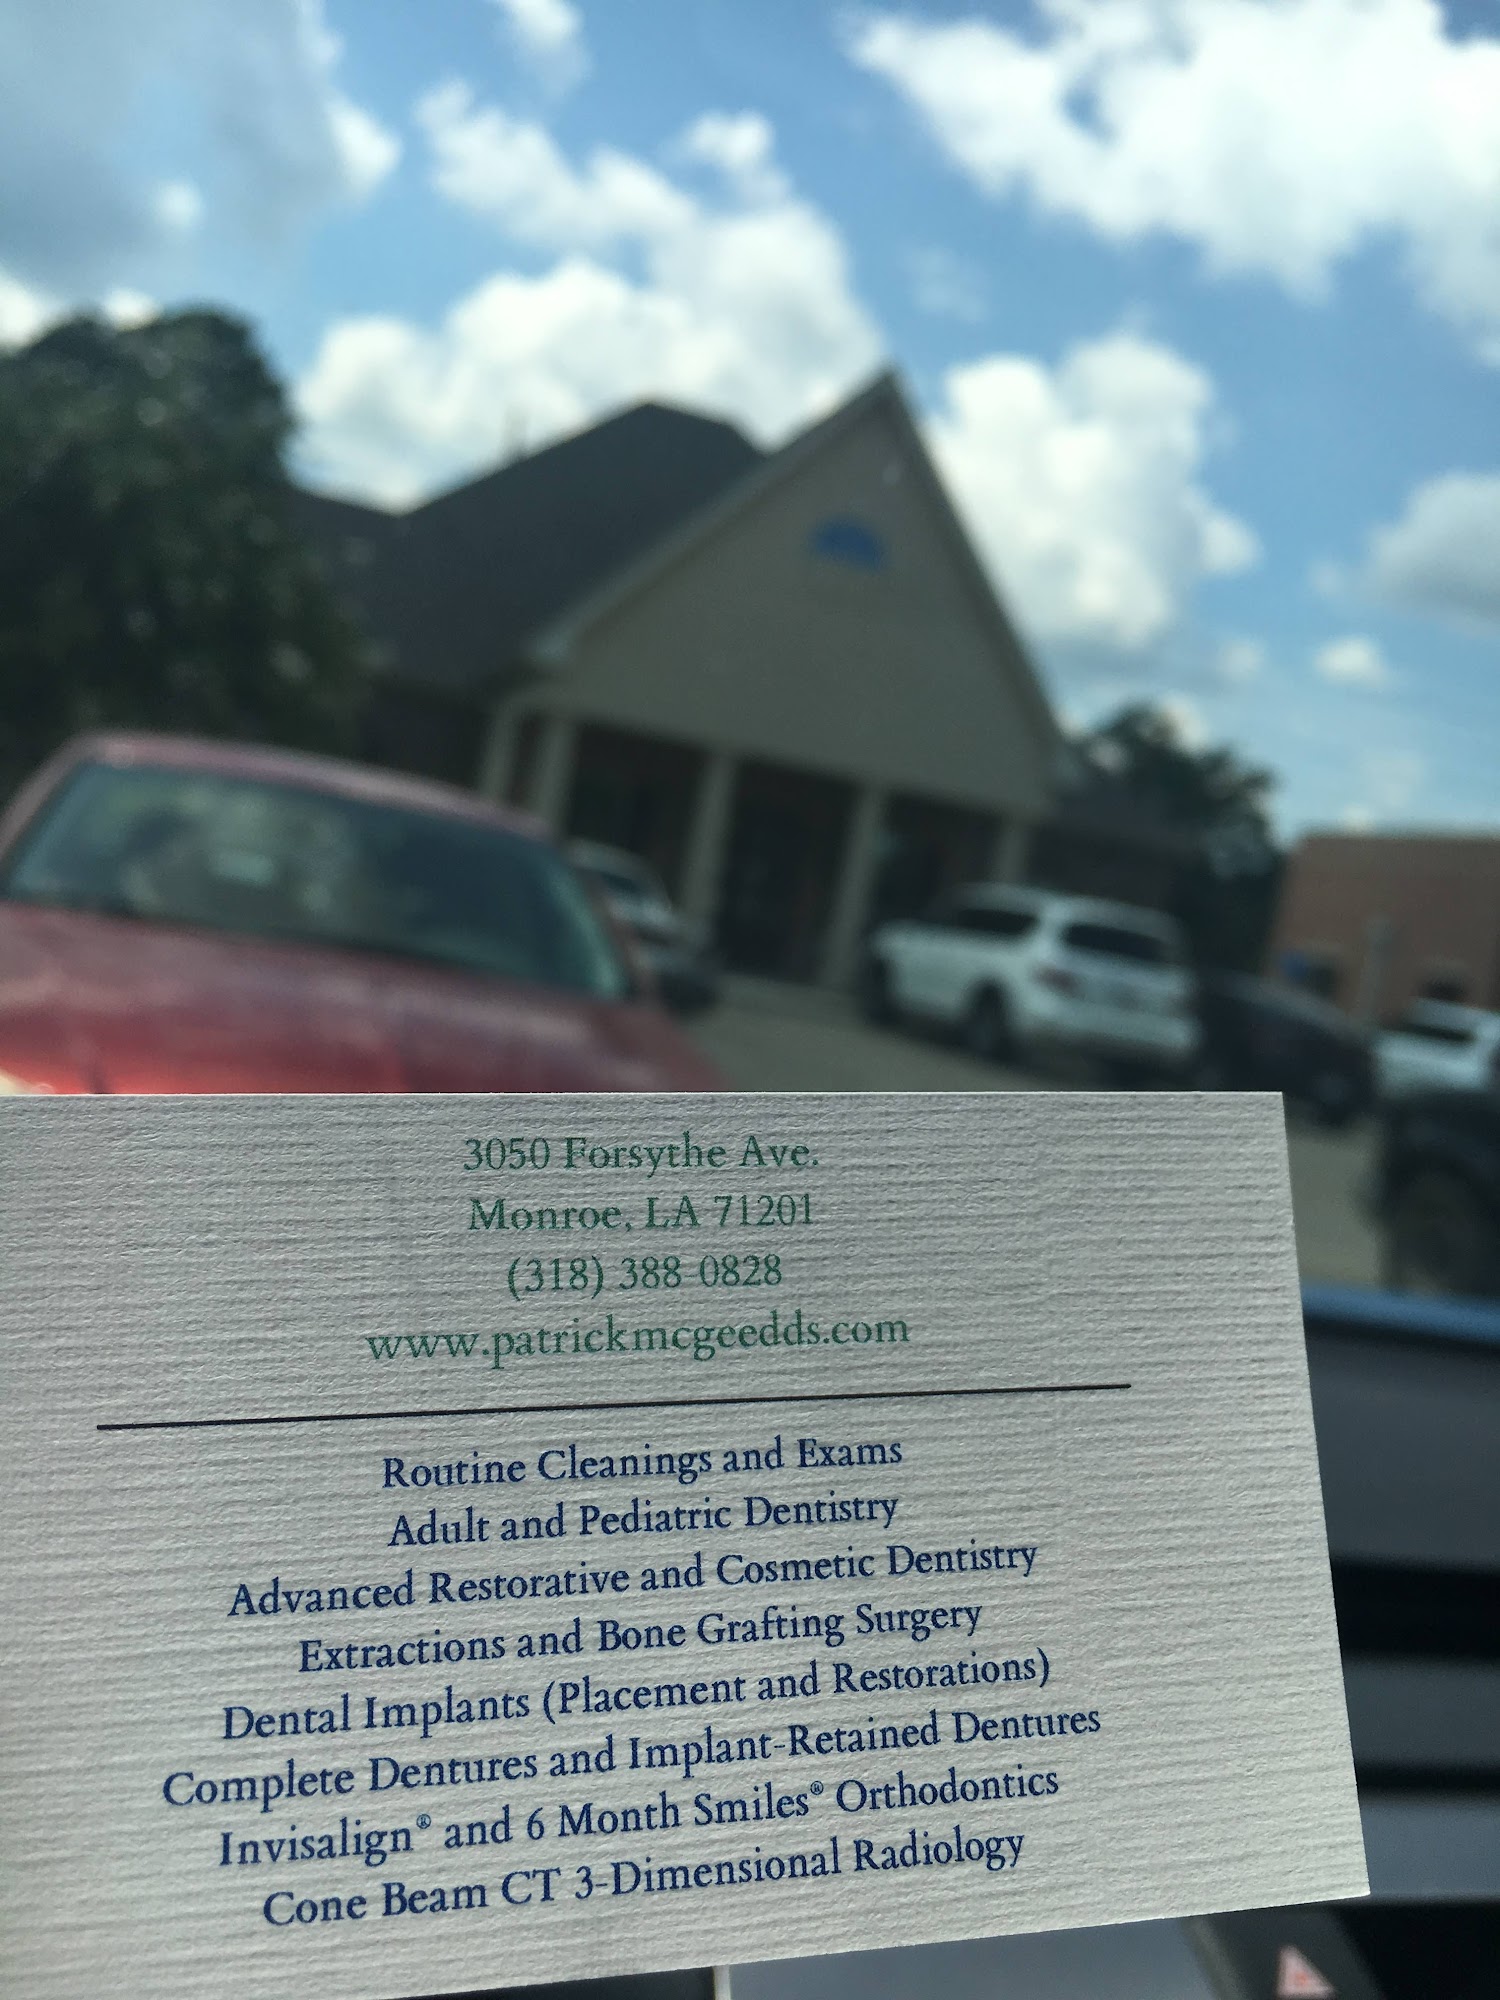 3050 Forsythe Ave.
Monroe, LA 71201
(318) 388-0828
www.patrickmcgeedds.com
Routine Cleanings and Exams
Adult and Pediatric Dentistry
Advanced Restorative and Cosmetic Dentistry
Extractions and Bone Grafting Surgery
Dental Implants (Placement and Restorations)
Complete Dentures and Implant-Retained Dentures
Invisalign® and 6 Month Smiles® Orthodontics
Cone Beam CT 3-Dimensional Radiology